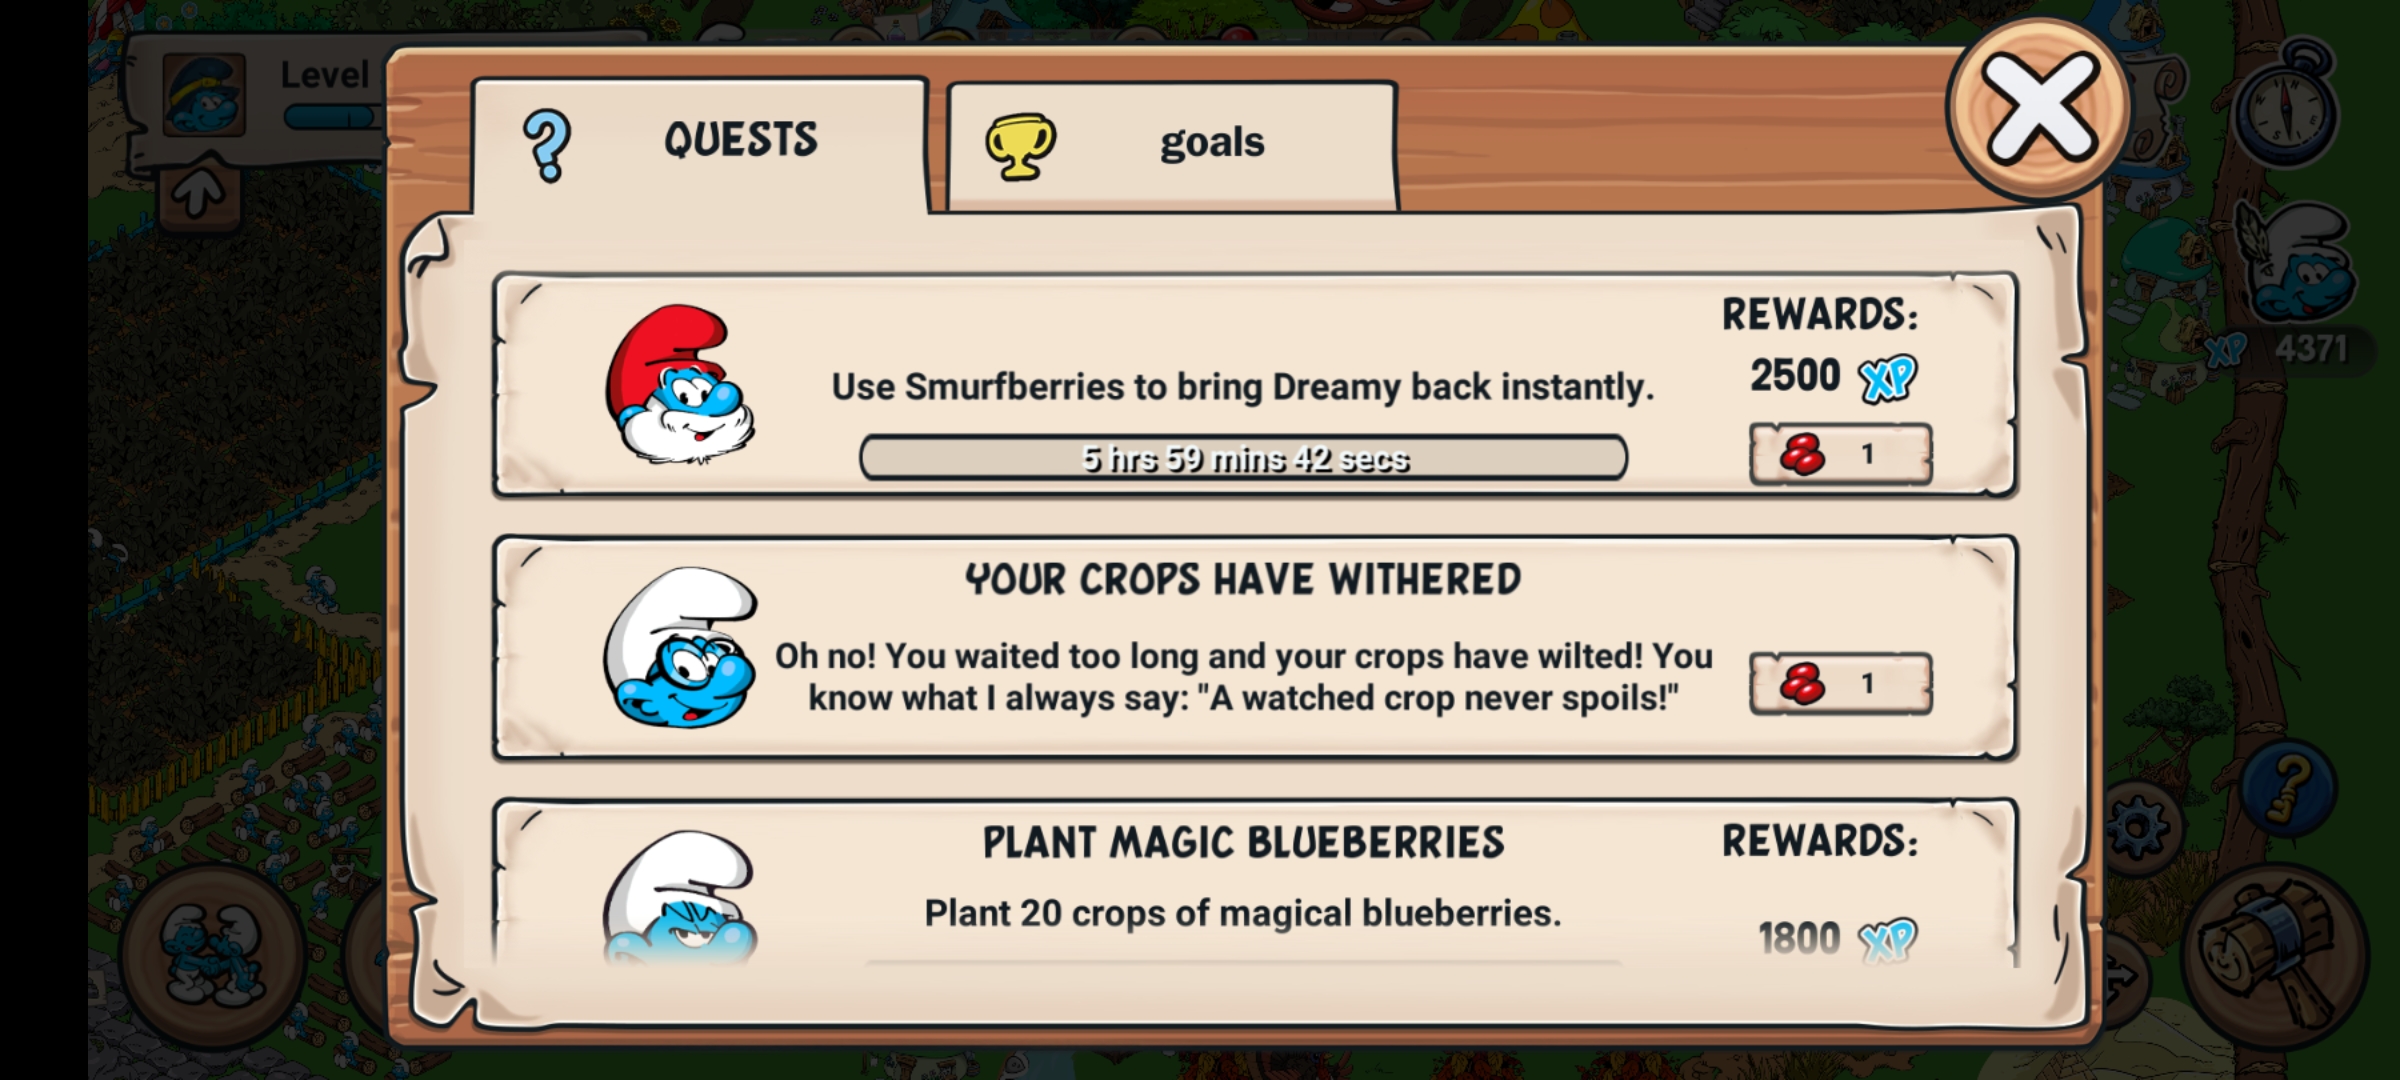 Level
QUESTS
goals
REWARDS:
2500 XP
Use Smurfberries to bring Dreamy back instantly.
5 hrs 59 mins 42 secs
1
XP 4371
YOUR CROPS HAVE WITHERED
Oh no! You waited too long and your crops have wilted! You
know what I always say: "A watched crop never spoils!"
1
PLANT MAGIC BLUEBERRIES
REWARDS:
Plant 20 crops of magical blueberries.
1800 XP